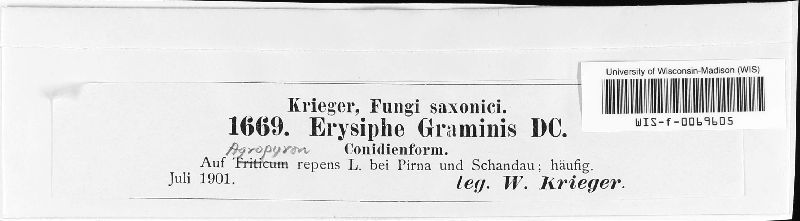 University of Wisconsin-Madison (WIS)
WIS-f-0069605
Krieger, Fungi saxonici.
1669. Erysiphe Graminis DC.
Conidienform.
Agropyron
Auf Triticum repens L. bei Pirna und Schandau; häufig.
Juli 1901.
leg. W. Krieger.